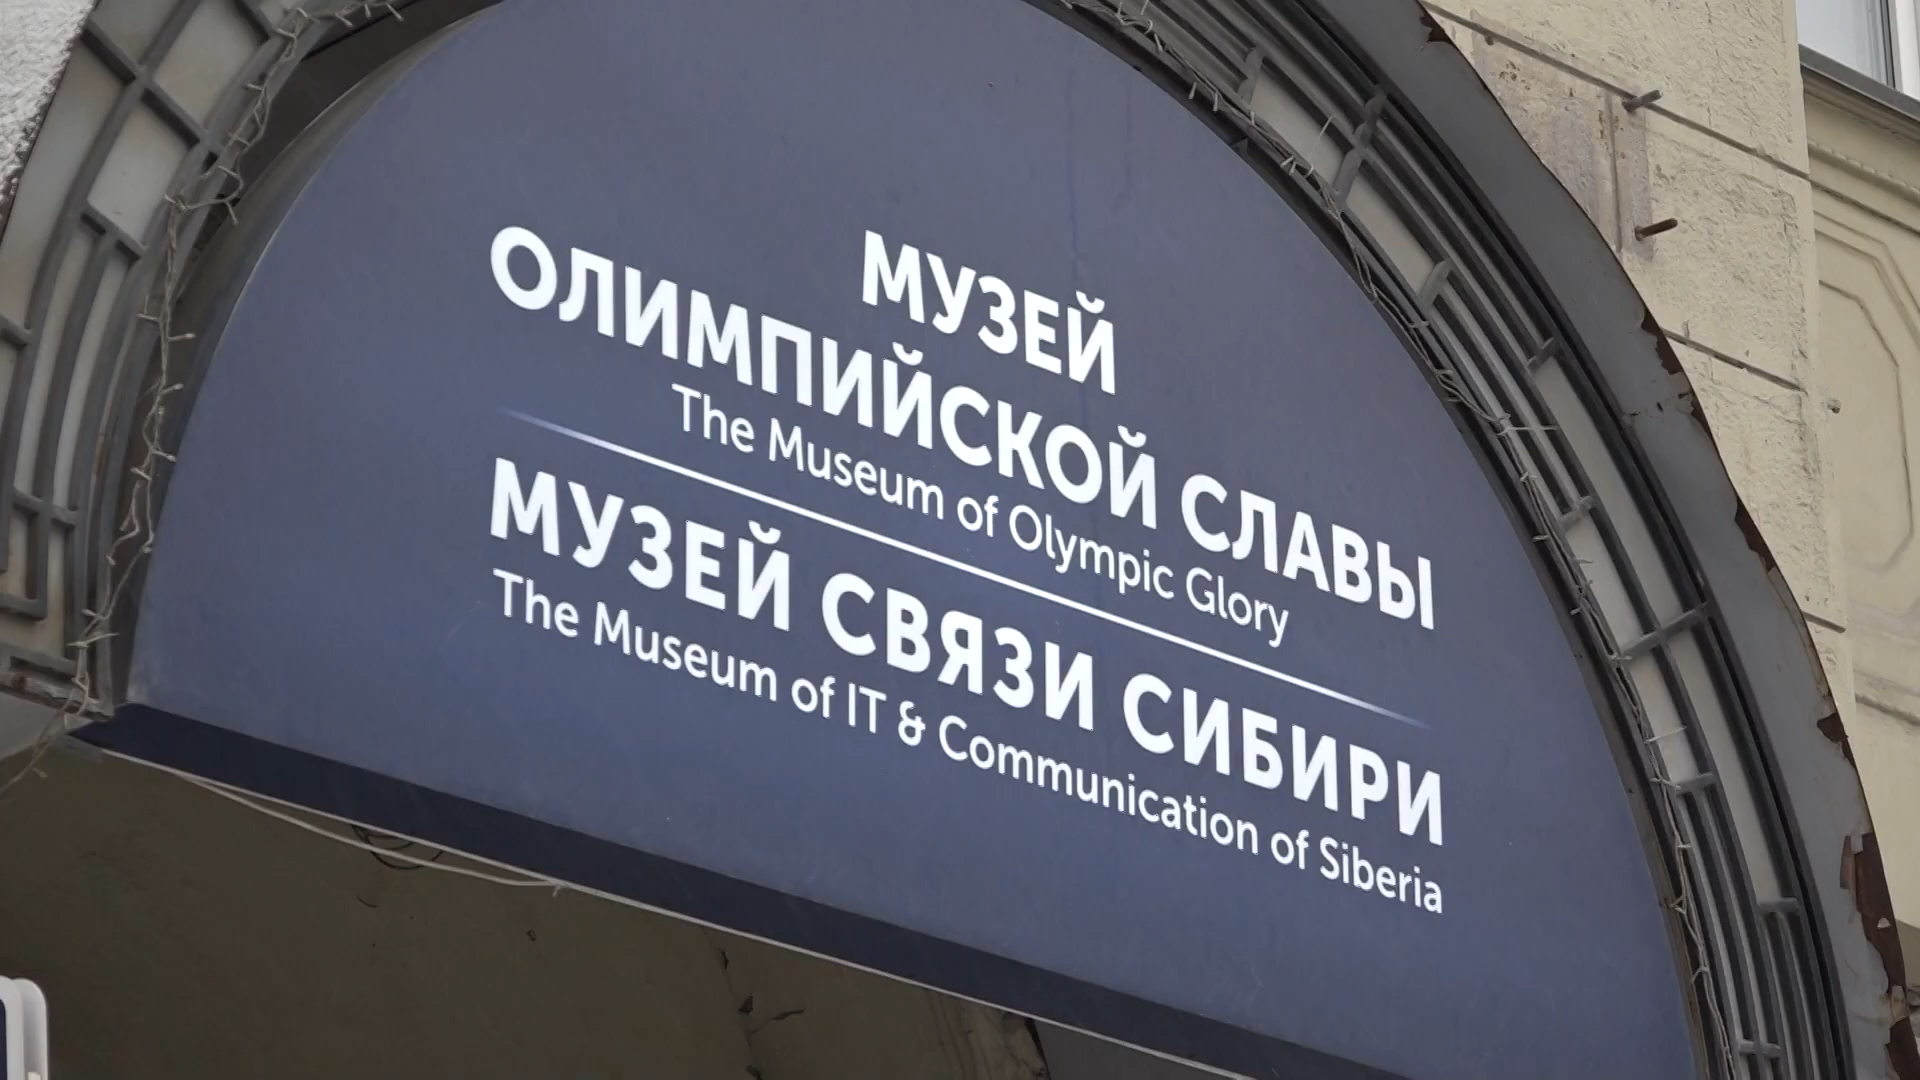 МУЗЕЙ
ОЛИМПИЙСКОЙ СЛАВЫ
The Museum of Olympic Glory
МУЗЕЙ СВЯЗИ СИБИРИ
The Museum of IT & Communication of Siberia